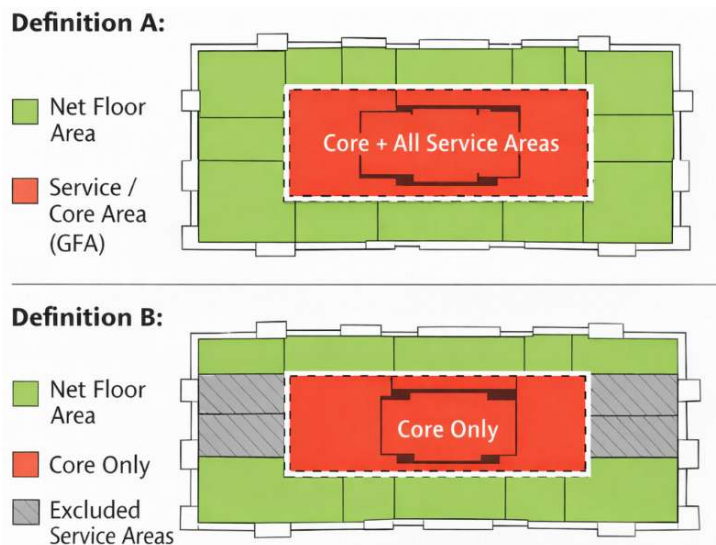 Definition A:
Net Floor
Area
Service /
Core Area
(GFA)
Core + All Service Areas
Definition B:
Net Floor
Area
Core Only
Excluded
Service Areas
Core Only